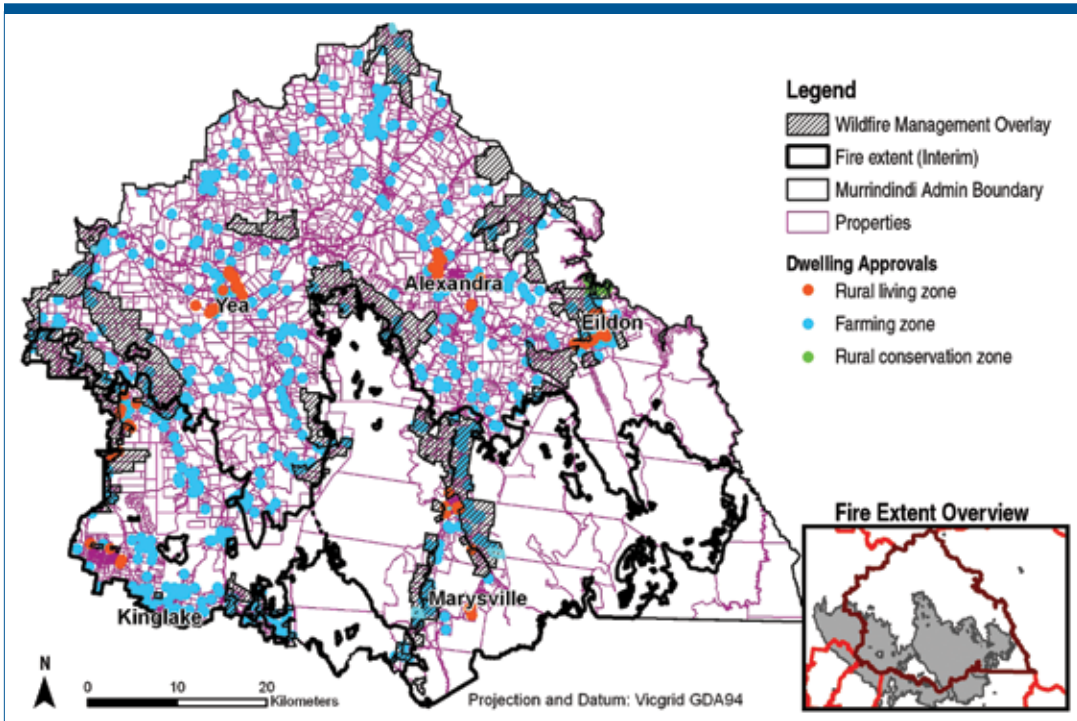 Legend
Wildfire Management Overlay
Fire extent (Interim)
Murrindindi Admin Boundary
Properties
Dwelling Approvals
Rural living zone
Farming zone
Rural conservation zone
Alexandra
Yea
Eildon
Kinglake
Marysville
Fire Extent Overview
N
0 10 20
Kilometers
Projection and Datum: Vicgrid GDA94